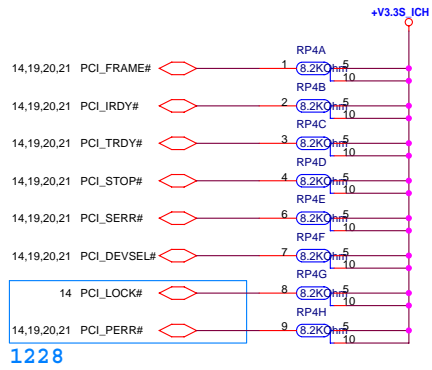 +V3.3S_ICH
RP4A
14,19,20,21 PCI_FRAME# 1 8.2KOhm 5
10
RP4B
14,19,20,21 PCI_IRDY# 2 8.2KOhm 5
10
RP4C
14,19,20,21 PCI_TRDY# 3 8.2KOhm 5
10
RP4D
14,19,20,21 PCI_STOP# 4 8.2KOhm 5
10
RP4E
14,19,20,21 PCI_SERR# 6 8.2KOhm 5
10
RP4F
14,19,20,21 PCI_DEVSEL# 7 8.2KOhm 5
10
RP4G
14 PCI_LOCK# 8 8.2KOhm 5
10
RP4H
14,19,20,21 PCI_PERR# 9 8.2KOhm 5
10
1228